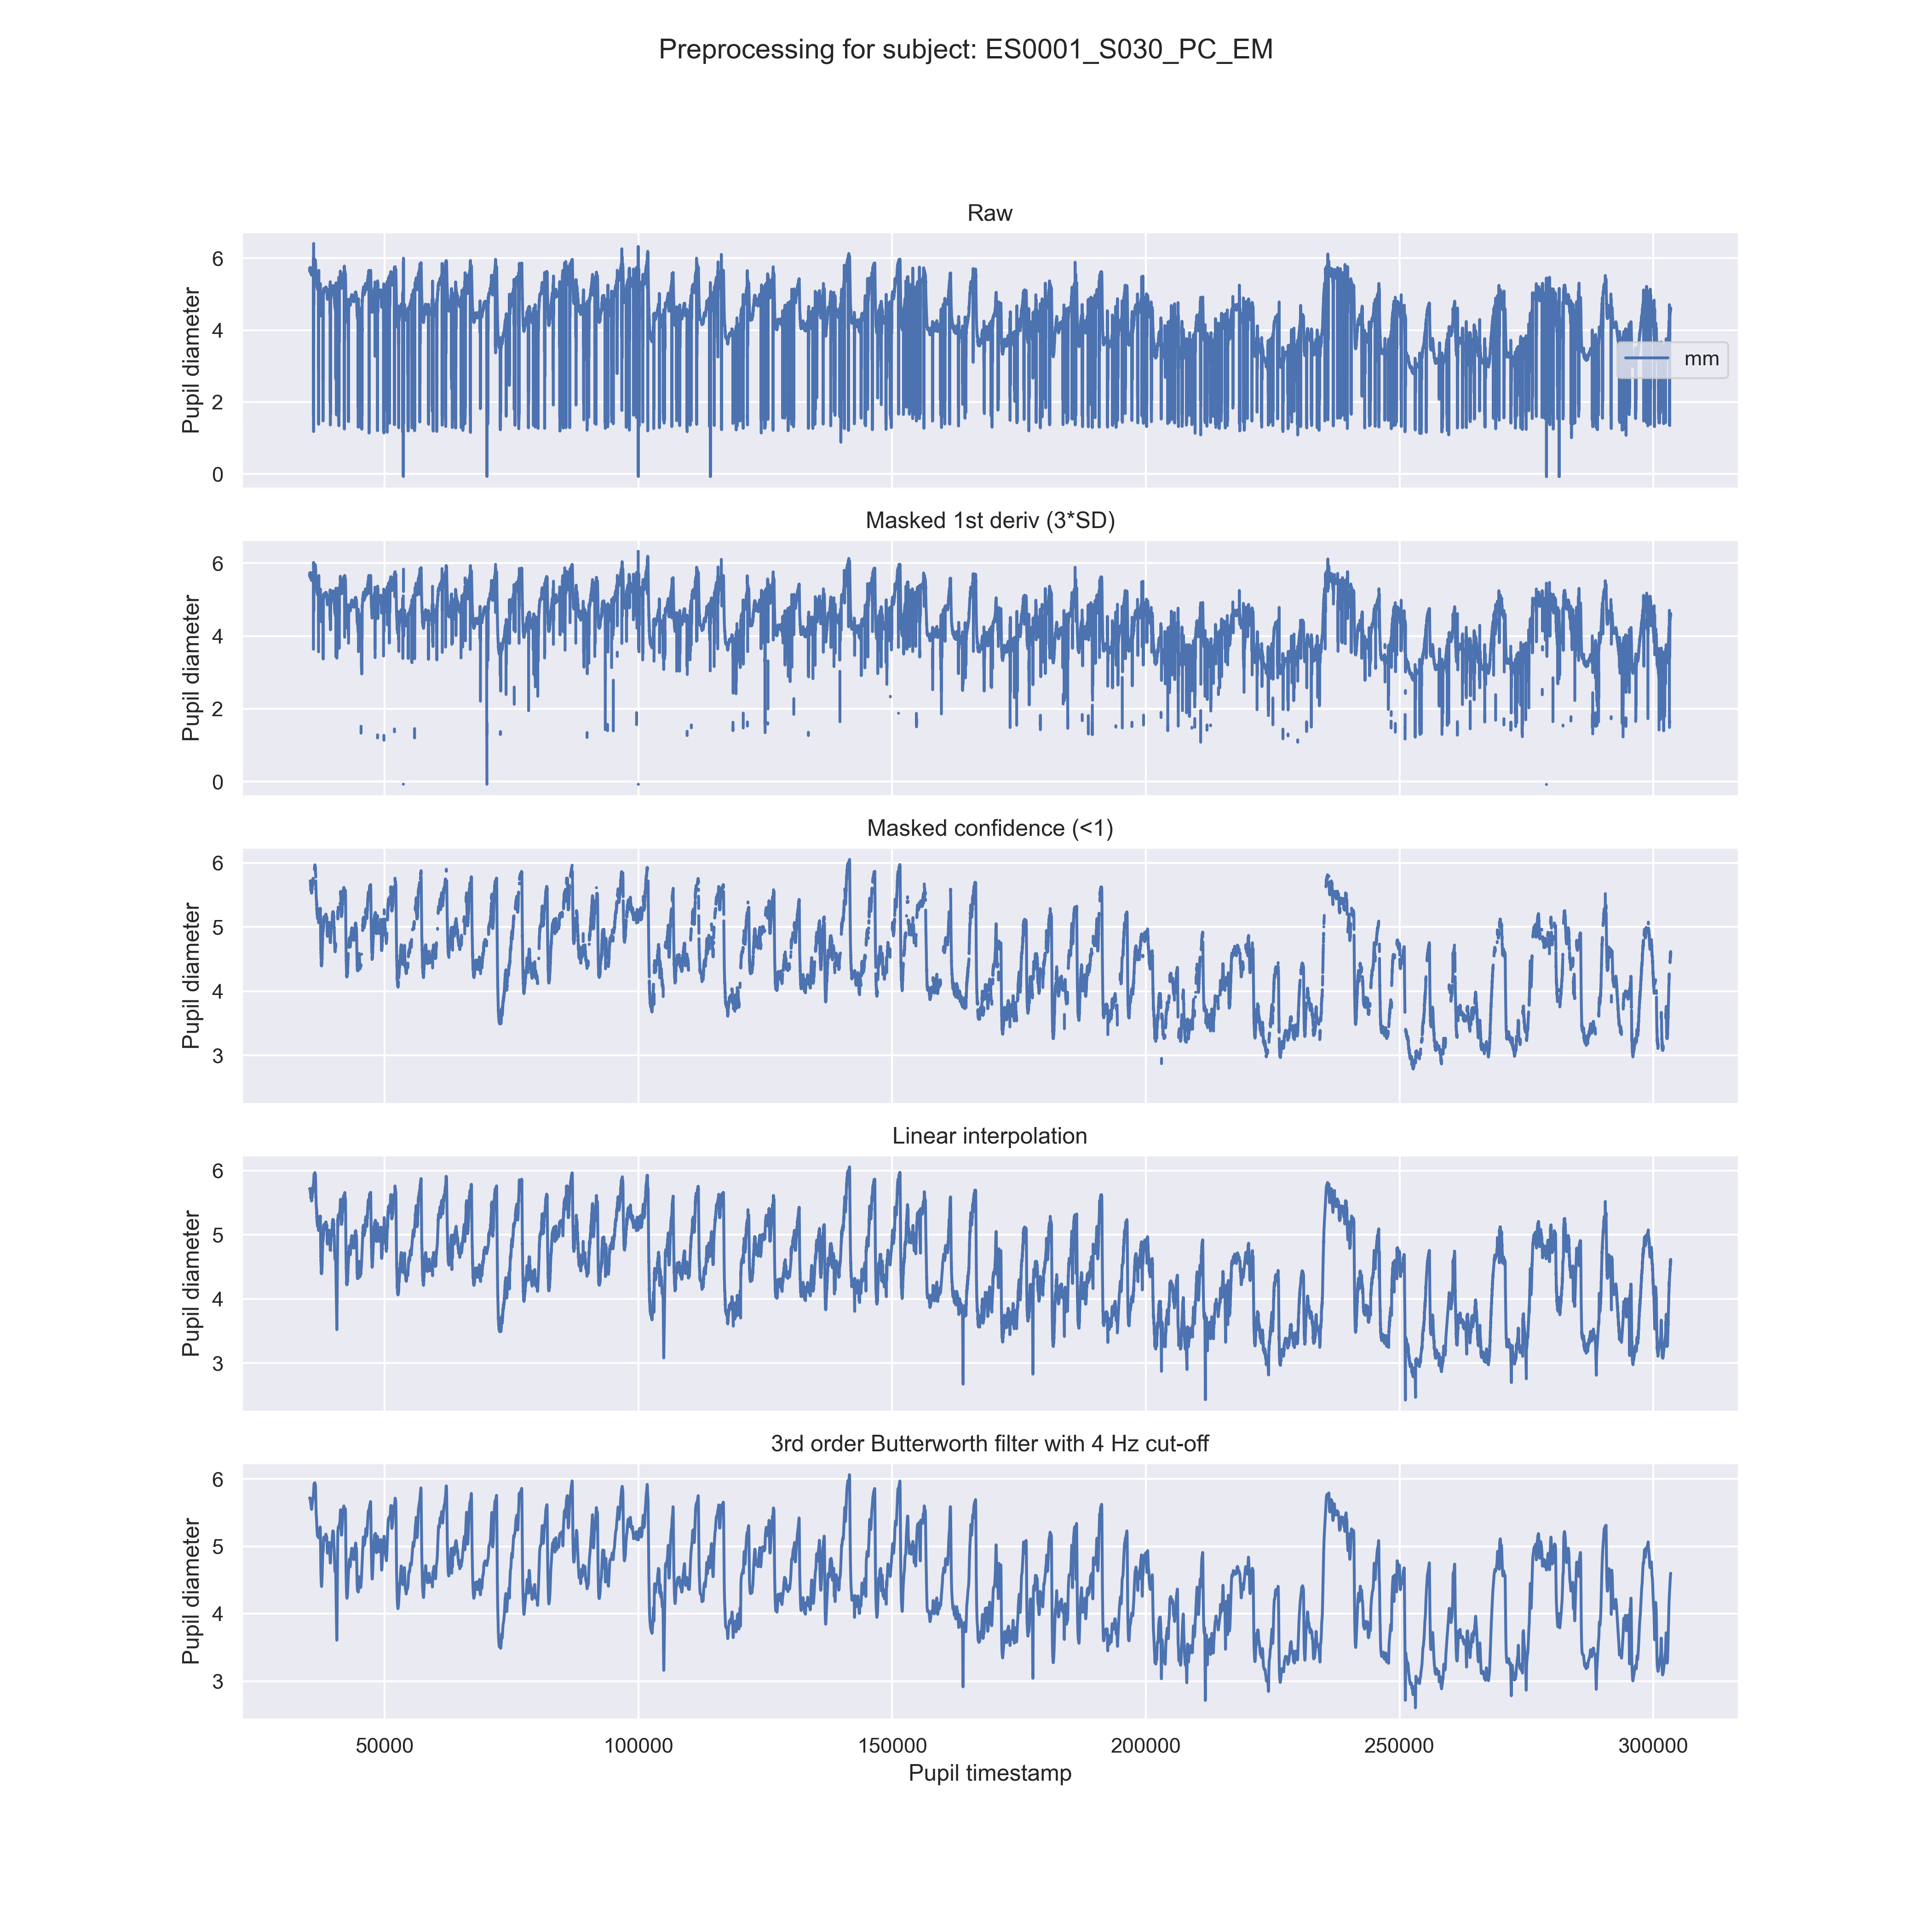 Preprocessing for subject: ES0001_S030_PC_EM
Raw
Pupil diameter
6
4
2
0
mm
Masked 1st deriv (3*SD)
Pupil diameter
6
4
2
0
Masked confidence (<1)
Pupil diameter
6
5
4
3
Linear interpolation
Pupil diameter
6
5
4
3
3rd order Butterworth filter with 4 Hz cut-off
Pupil diameter
6
5
4
3
50000 100000 150000 200000 250000 300000
Pupil timestamp